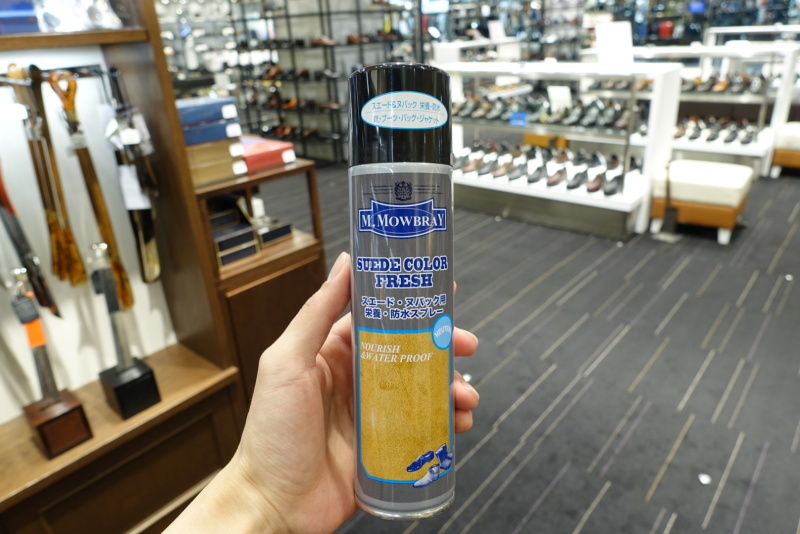 スエード&ヌバック 栄養・防水
靴・ブーツ・バッグ・ジャケット
M. MOWBRAY
SUEDE COLOR
FRESH
スエード・ヌバック用
栄養・防水スプレー
NEUTRAL
NOURISH
&WATER PROOF